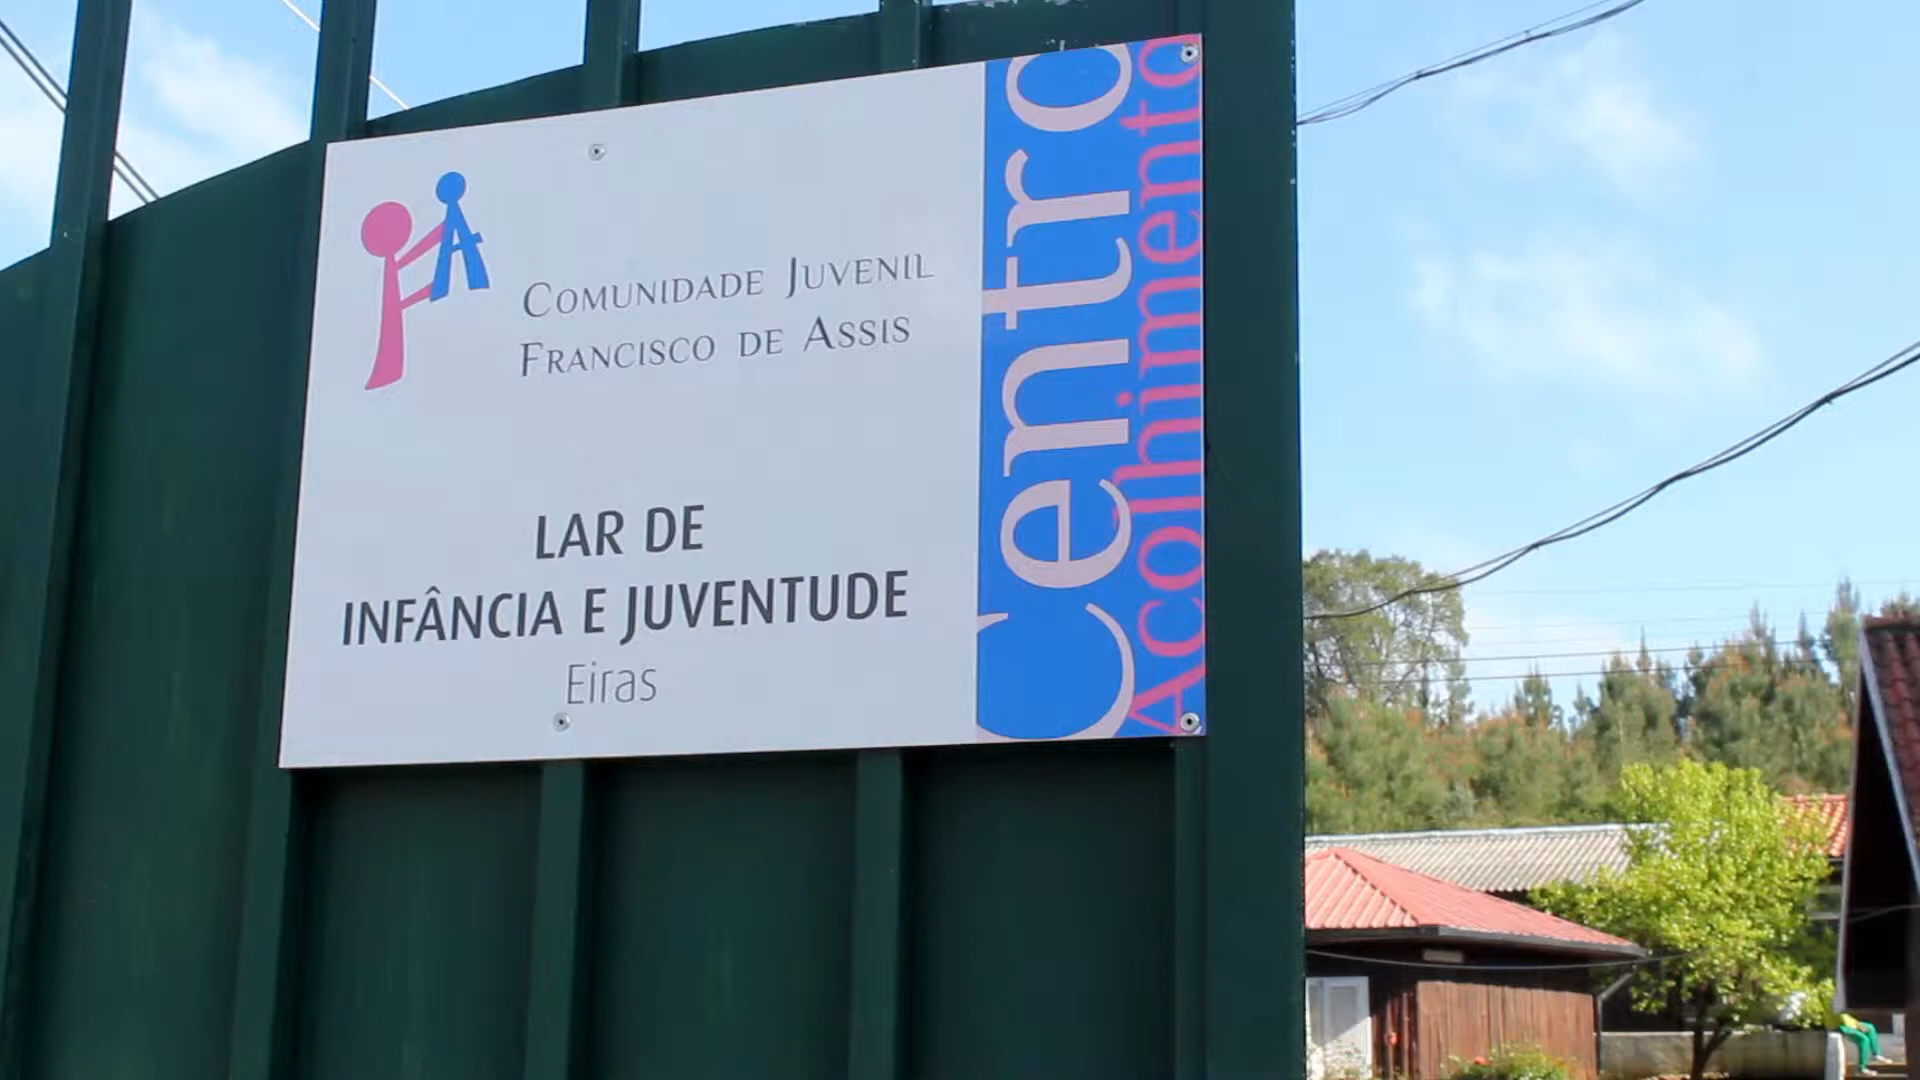 Comunidade Juvenil
Francisco de Assis
LAR DE
INFÂNCIA E JUVENTUDE
Eiras
Centro
Acolhimento